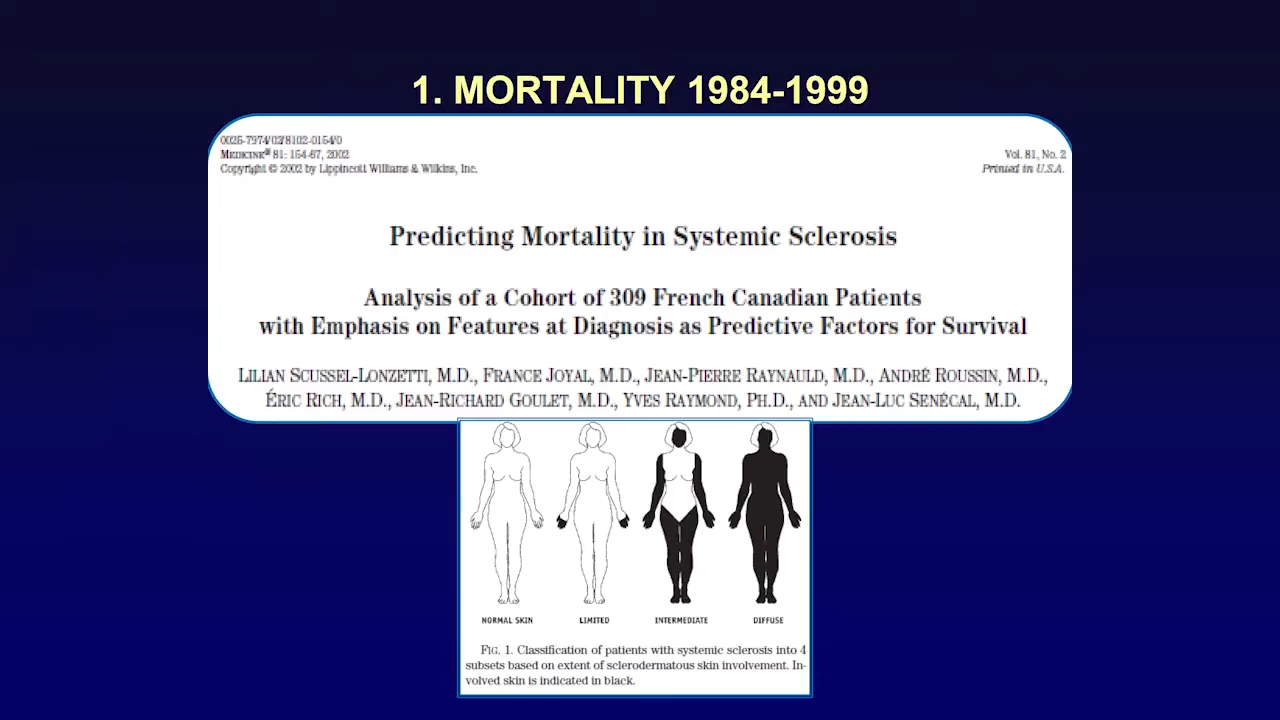 1. MORTALITY 1984-1999
0025-7974/02/8102-0154/0
MEDICINE® 81: 154-67, 2002
Vol. 81, No. 2
Copyright © 2002 by Lippincott Williams & Wilkins, Inc.
Printed in U.S.A.
Predicting Mortality in Systemic Sclerosis
Analysis of a Cohort of 309 French Canadian Patients
with Emphasis on Features at Diagnosis as Predictive Factors for Survival
LILIAN SCUSSEL-LONZETTI, M.D., FRANCE JOYAL, M.D., JEAN-PIERRE RAYNAULD, M.D., ANDRÉ ROUSSIN, M.D.,
ÉRIC RICH, M.D., JEAN-RICHARD GOULET, M.D., YVES RAYMOND, PH.D., AND JEAN-LUC SENÉCAL, M.D.
NORMAL SKIN LIMITED INTERMEDIATE DIFFUSE
FIG. 1. Classification of patients with systemic sclerosis into 4
subsets based on extent of sclerodermatous skin involvement. In-
volved skin is indicated in black.